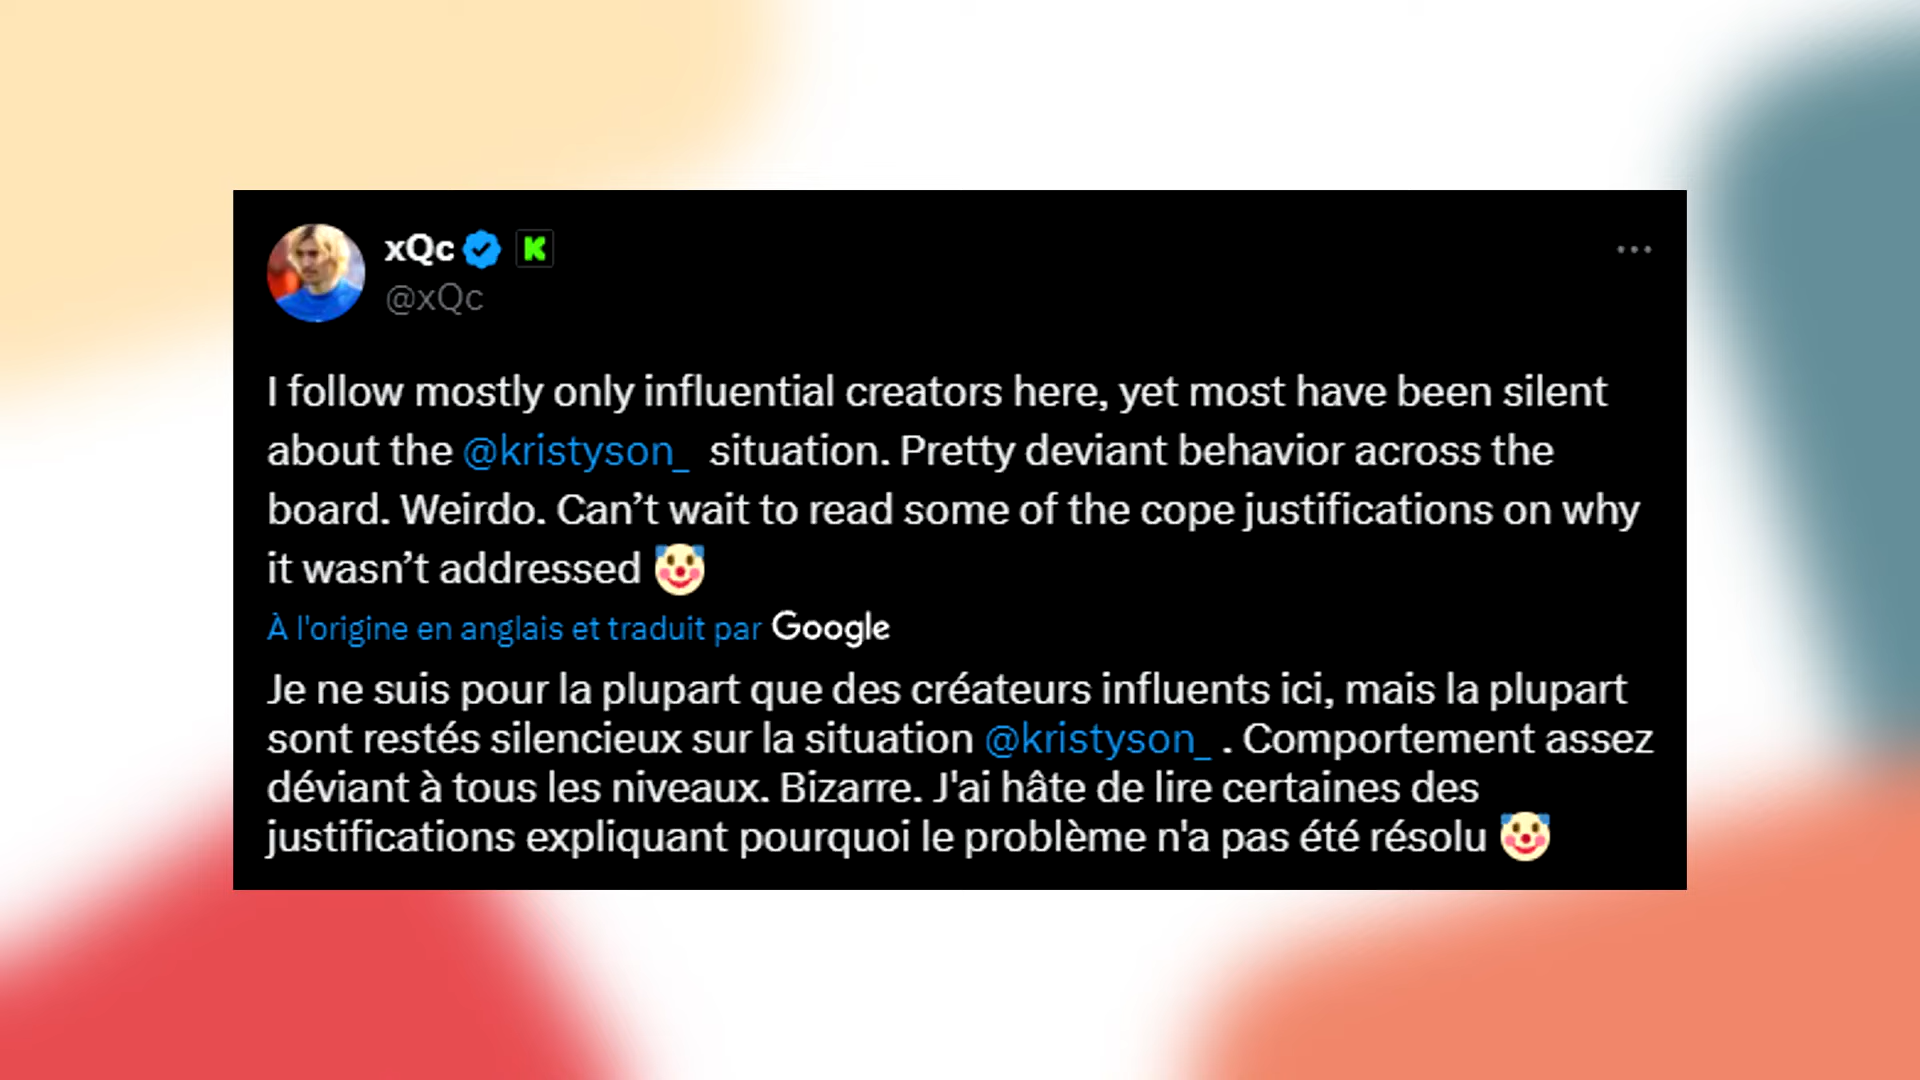 xQc
@xQc
I follow mostly only influential creators here, yet most have been silent
about the @kristyson_ situation. Pretty deviant behavior across the
board. Weirdo. Can’t wait to read some of the cope justifications on why
it wasn’t addressed 🤡
À l'origine en anglais et traduit par Google
Je ne suis pour la plupart que des créateurs influents ici, mais la plupart
sont restés silencieux sur la situation @kristyson_ . Comportement assez
déviant à tous les niveaux. Bizarre. J'ai hâte de lire certaines des
justifications expliquant pourquoi le problème n'a pas été résolu 🤡